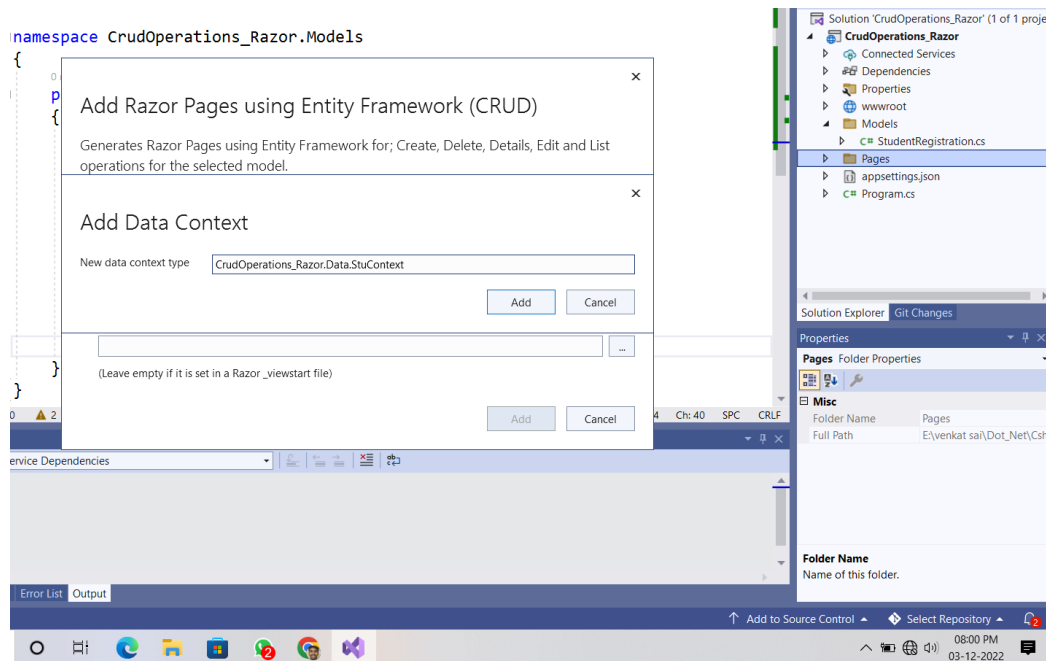 namespace CrudOperations_Razor.Models
{
0
p
{
}
}
Add Razor Pages using Entity Framework (CRUD)
Generates Razor Pages using Entity Framework for; Create, Delete, Details, Edit and List
operations for the selected model.
Add Data Context
New data context type CrudOperations_Razor.Data.StuContext
Add Cancel
...
(Leave empty if it is set in a Razor _viewstart file)
Add Cancel
0 2 4 Ch: 40 SPC CRLF
ervice Dependencies
Error List Output
Solution 'CrudOperations_Razor' (1 of 1 proje
CrudOperations_Razor
Connected Services
Dependencies
Properties
wwwroot
Models
C# StudentRegistration.cs
Pages
appsettings.json
C# Program.cs
Solution Explorer Git Changes
Properties
Pages Folder Properties
Misc
Folder Name Pages
Full Path E:\venkat sai\Dot_Net\Csh
Folder Name
Name of this folder.
Add to Source Control Select Repository 2
2
08:00 PM
03-12-2022